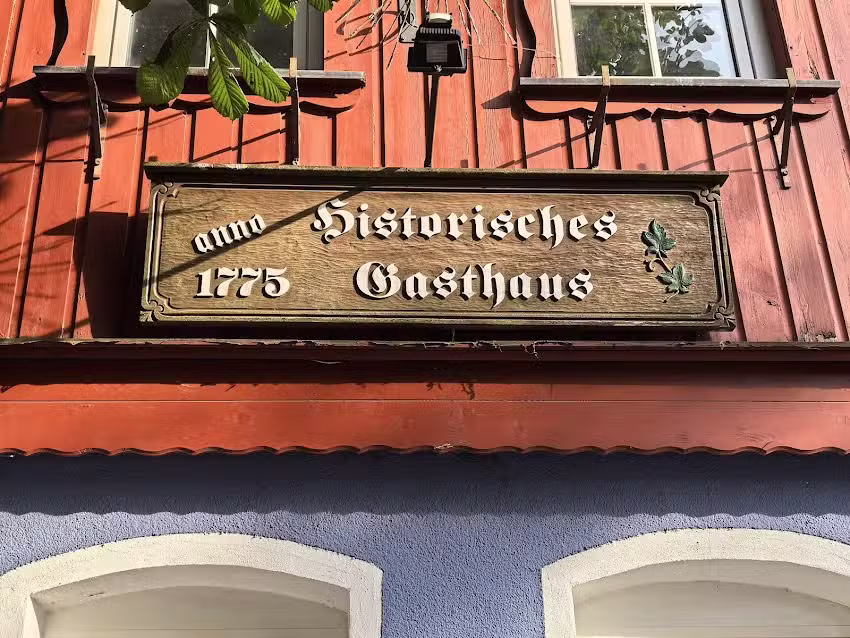 anno
1775
Historisches
Gasthaus